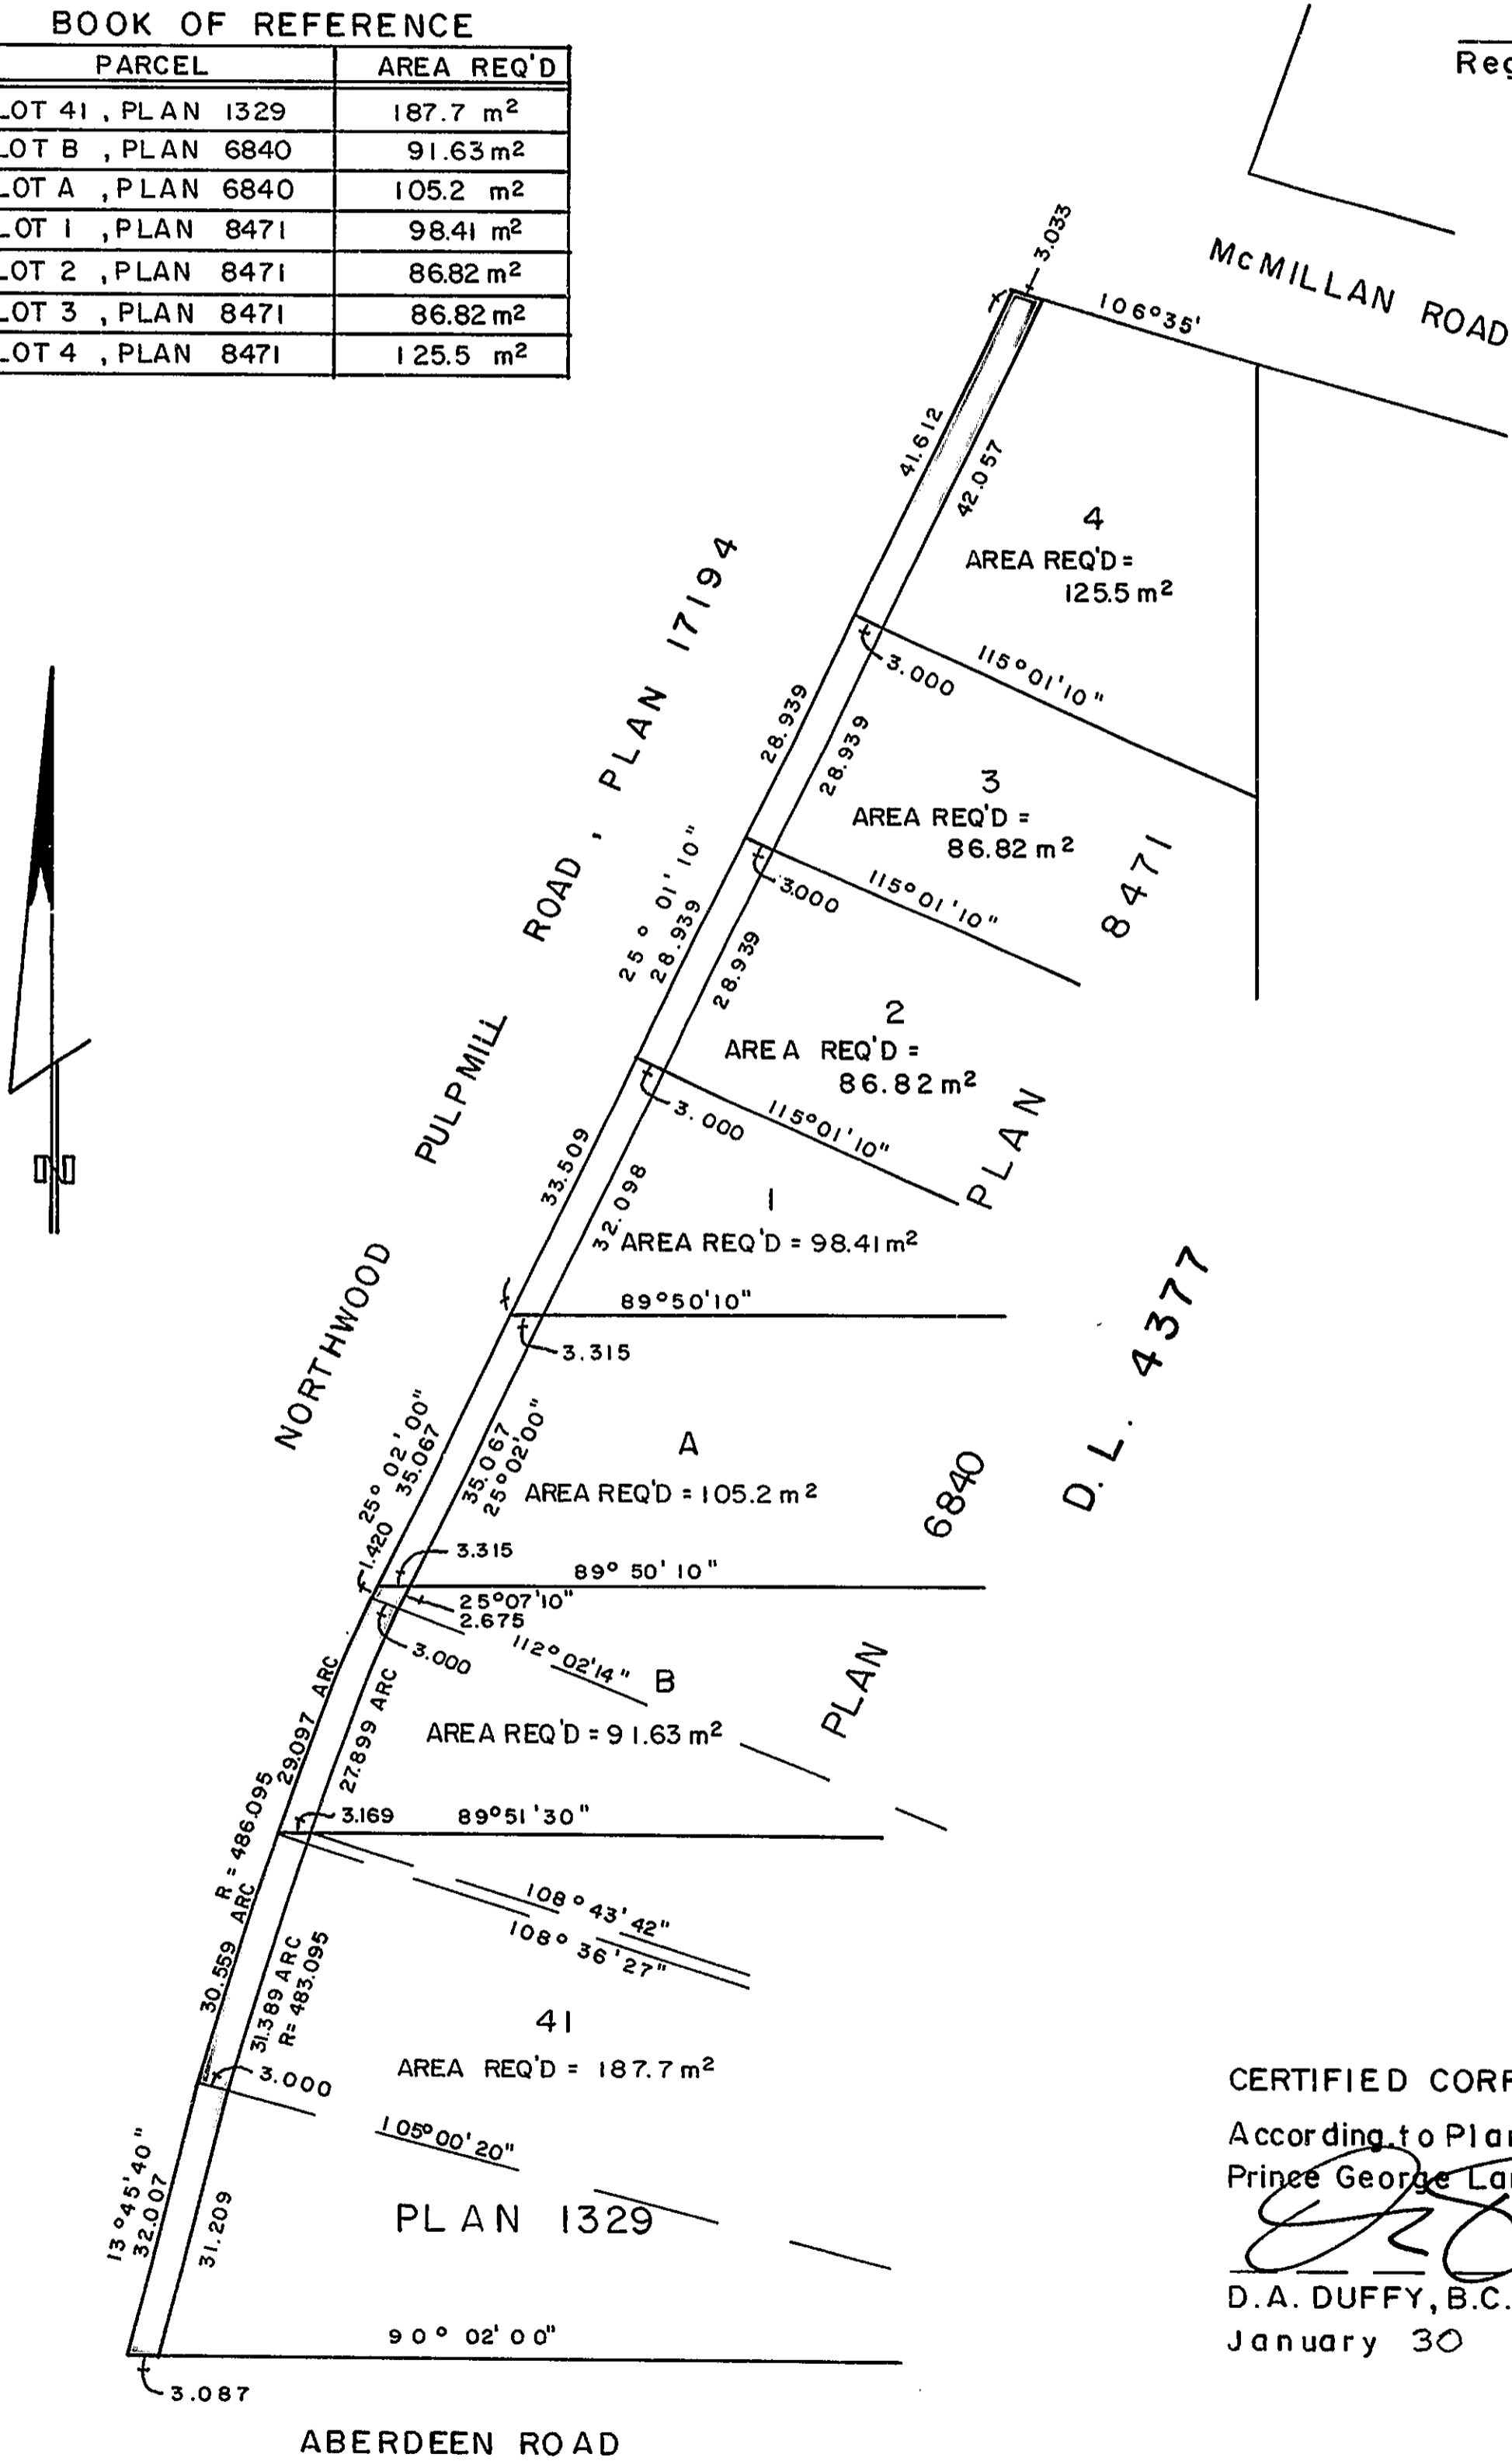 BOOK OF REFERENCE
PARCEL AREA REQ'D
LOT 41, PLAN 1329 187.7 m²
LOT B, PLAN 6840 91.63 m²
LOT A, PLAN 6840 105.2 m²
LOT 1, PLAN 8471 98.41 m²
LOT 2, PLAN 8471 86.82 m²
LOT 3, PLAN 8471 86.82 m²
LOT 4, PLAN 8471 125.5 m²
Reg
3.033
McMILLAN ROAD
106°35'
41.612
42.057
4
AREA REQ'D =
125.5 m²
3.000
115°01'10"
28.939
28.939
3
AREA REQ'D =
86.82 m²
3.000
115°01'10"
25° 01' 10"
28.939
28.939
2
AREA REQ'D =
86.82 m²
3.000
115°01'10"
33.509
32.098
1
AREA REQ'D = 98.41 m²
89°50'10"
3.315
NORTHWOOD PULPMILL ROAD, PLAN 17194
PLAN 8471
D.L. 4377
25° 02' 00"
35.067
35.067
25°02'00"
A
AREA REQ'D = 105.2 m²
1.420
3.315
89° 50' 10"
25°07'10"
2.675
3.000
112°02'14"
B
AREA REQ'D = 91.63 m²
PLAN 6840
29.097 ARC
27.899 ARC
3.169
89°51'30"
R = 486.095
108° 43' 42"
108° 36' 27"
30.559 ARC
31.389 ARC
R = 483.095
41
AREA REQ'D = 187.7 m²
3.000
105°00'20"
13°45'40"
32.007
31.209
PLAN 1329
90° 02' 00"
3.087
ABERDEEN ROAD
N
CERTIFIED CORR
According to Plan
Prince George Lan
D.A. DUFFY, B.C.
January 30